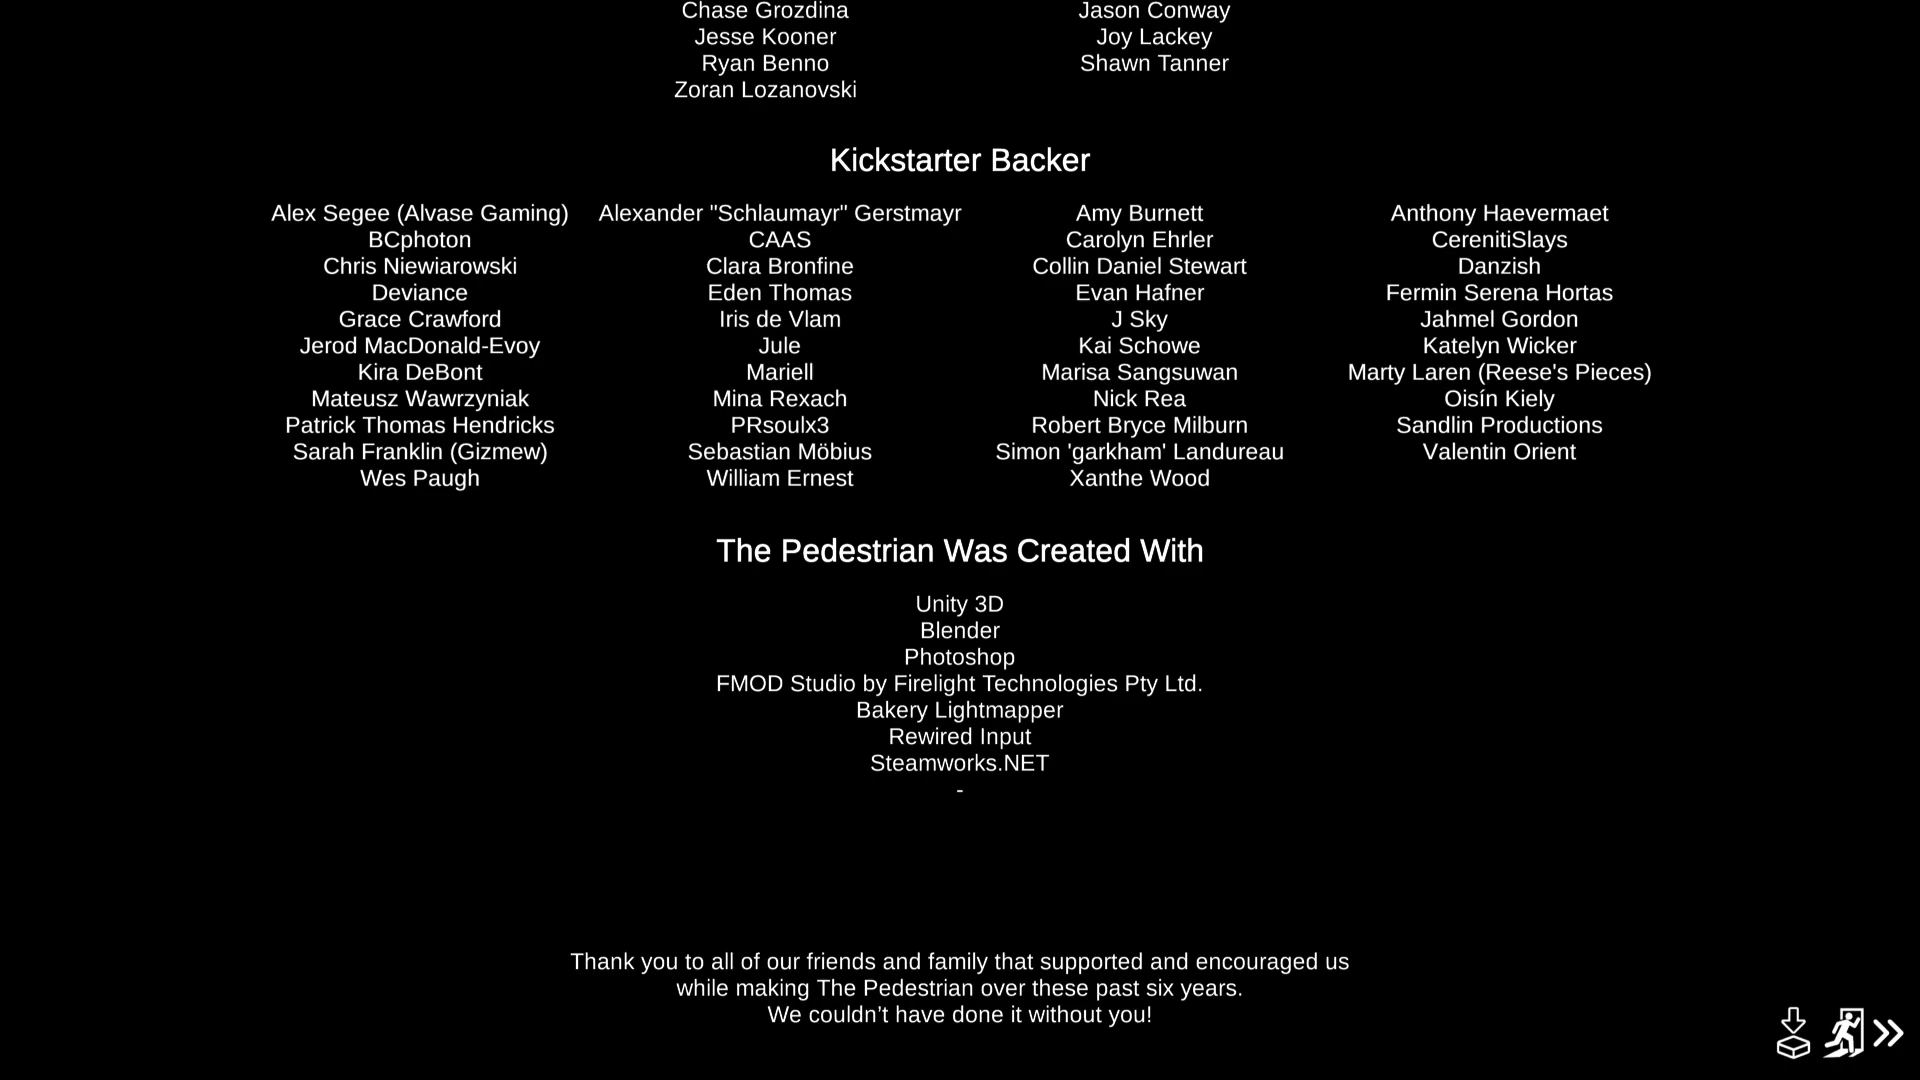 Chase Grozdina Jason Conway
Jesse Kooner Joy Lackey
Ryan Benno Shawn Tanner
Zoran Lozanovski
Kickstarter Backer
Alex Segee (Alvase Gaming) Alexander "Schlaumayr" Gerstmayr Amy Burnett Anthony Haevermaet
BCphoton CAAS Carolyn Ehrler CerenitiSlays
Chris Niewiarowski Clara Bronfine Collin Daniel Stewart Danzish
Deviance Eden Thomas Evan Hafner Fermin Serena Hortas
Grace Crawford Iris de Vlam J Sky Jahmel Gordon
Jerod MacDonald-Evoy Jule Kai Schowe Katelyn Wicker
Kira DeBont Mariell Marisa Sangsuwan Marty Laren (Reese's Pieces)
Mateusz Wawrzyniak Mina Rexach Nick Rea Oisín Kiely
Patrick Thomas Hendricks PRsoulx3 Robert Bryce Milburn Sandlin Productions
Sarah Franklin (Gizmew) Sebastian Möbius Simon 'garkham' Landureau Valentin Orient
Wes Paugh William Ernest Xanthe Wood
The Pedestrian Was Created With
Unity 3D
Blender
Photoshop
FMOD Studio by Firelight Technologies Pty Ltd.
Bakery Lightmapper
Rewired Input
Steamworks.NET
-
Thank you to all of our friends and family that supported and encouraged us
while making The Pedestrian over these past six years.
We couldn’t have done it without you!